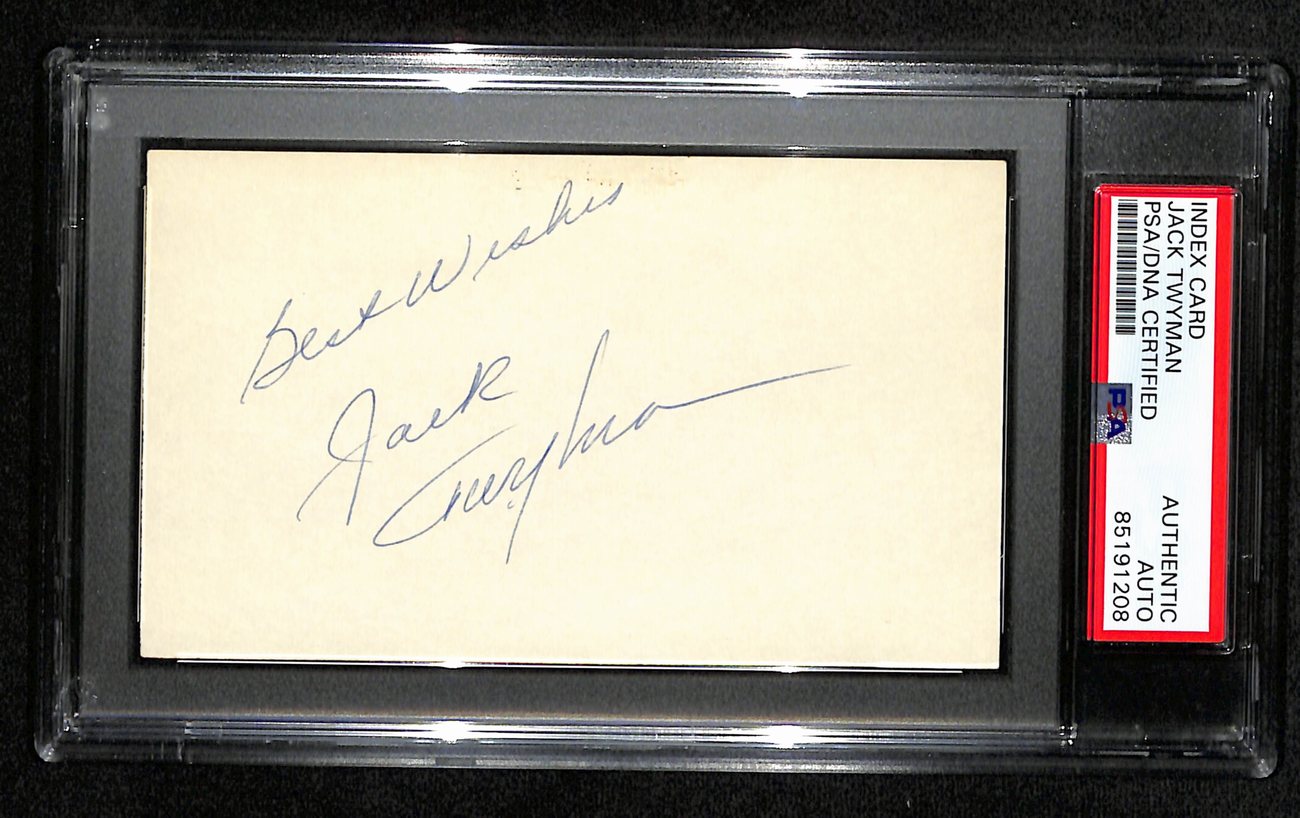 Best Wishes
Jack
Twyman
INDEX CARD
JACK TWYMAN
PSA/DNA CERTIFIED
PSA
AUTHENTIC
AUTO
85191208